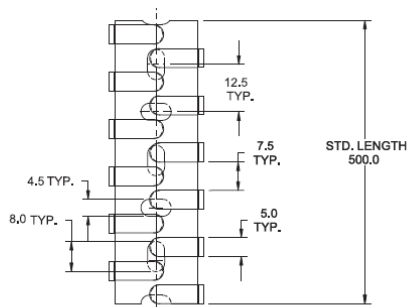 12.5
TYP.
7.5
TYP.
STD. LENGTH
500.0
4.5 TYP.
8.0 TYP.
5.0
TYP.